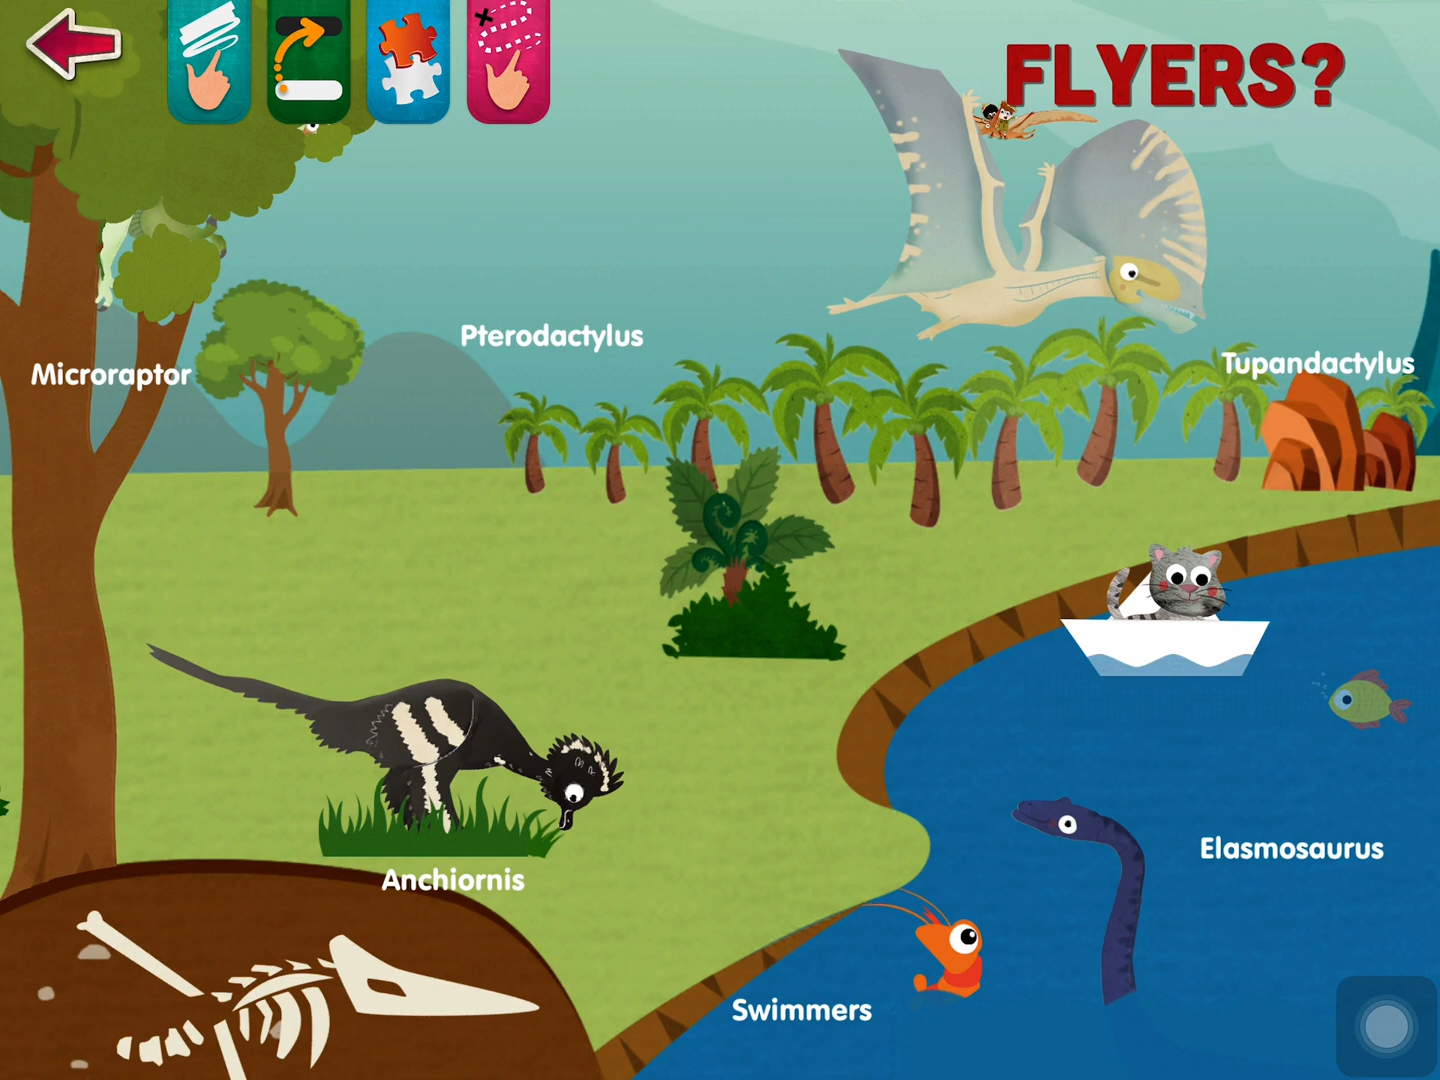 FLYERS?
Pterodactylus
Tupandactylus
Microraptor
Elasmosaurus
Anchiornis
Swimmers